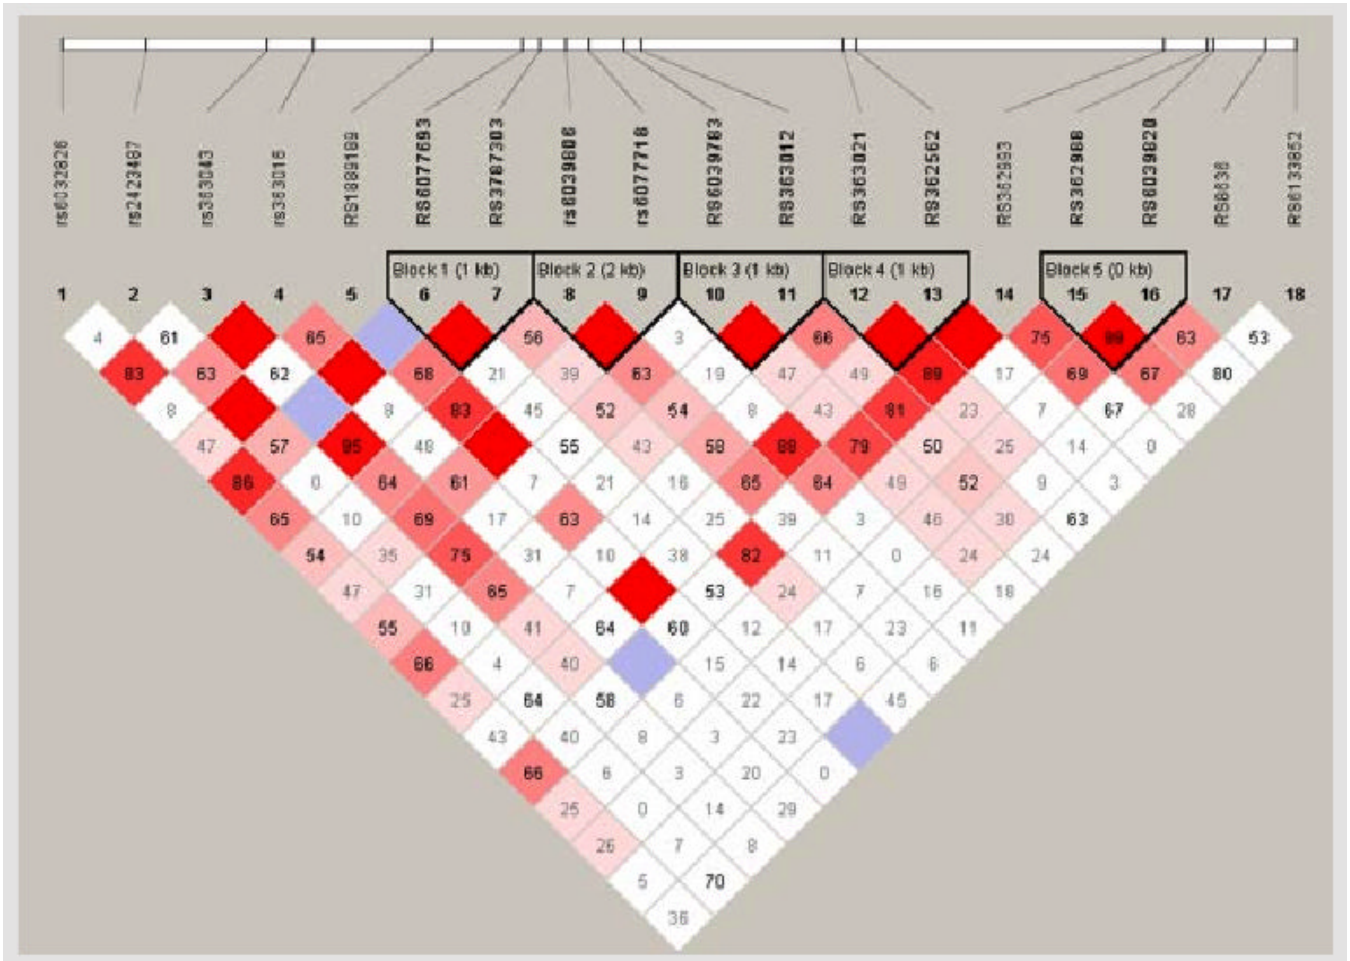 rs6032826
rs2423487
rs363043
rs363016
RS1889189
RS6077693
RS3787303
rs6039806
rs6077718
RS6039783
RS363012
RS363021
RS362562
RS362993
RS362988
RS6039820
RS8636
RS6133852
Block 1 (1 kb) Block 2 (2 kb) Block 3 (1 kb) Block 4 (1 kb) Block 5 (0 kb)
1 2 3 4 5 6 7 8 9 10 11 12 13 14 15 16 17 18
4 61 65 56 3 66 75 99 63 53
83 63 62 68 21 39 63 19 47 49 89 17 69 67 80
8 8 83 45 52 54 8 43 81 23 7 67 28
47 57 95 48 55 43 58 88 79 50 25 14 0
86 0 64 61 7 21 16 65 64 49 52 9 3
65 10 69 17 63 14 25 39 3 46 30 63
54 35 75 31 10 38 82 11 0 24 24
47 31 65 7 53 24 7 16 18
55 10 41 64 60 12 17 23 11
66 4 40 15 14 6 6
25 64 58 6 22 17 45
43 40 8 3 23
66 6 3 20 0
25 0 14 29
26 7 8
5 70
36